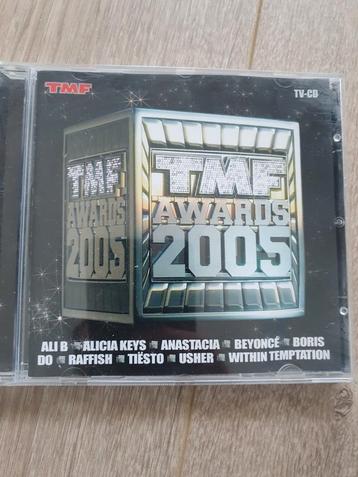 TMF
TV-CD
TMF
AWARDS
2005
TMF
AWARDS
2005
ALI B ALICIA KEYS ANASTACIA BEYONCÉ BORIS
DO RAFFISH TIËSTO USHER WITHIN TEMPTATION